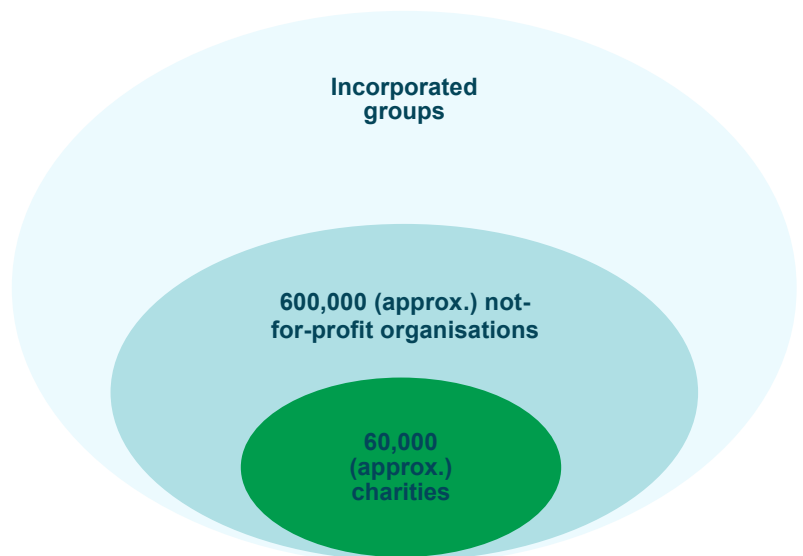 Incorporated
groups
600,000 (approx.) not-
for-profit organisations
60,000
(approx.)
charities